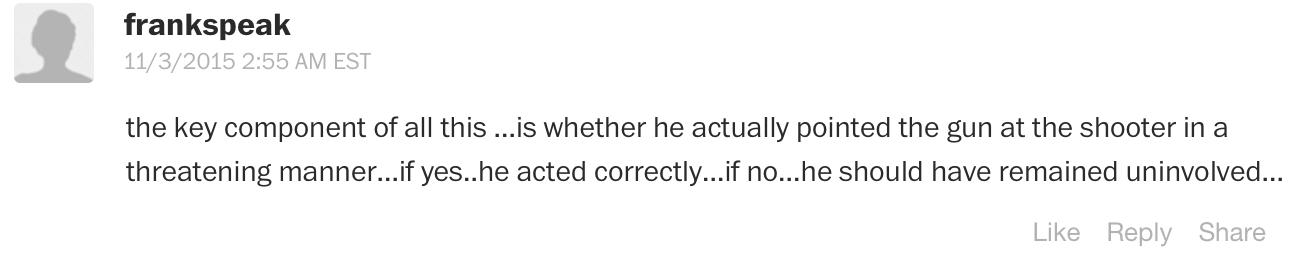 frankspeak
11/3/2015 2:55 AM EST
the key component of all this ...is whether he actually pointed the gun at the shooter in a
threatening manner...if yes..he acted correctly...if no...he should have remained uninvolved...
Like Reply Share